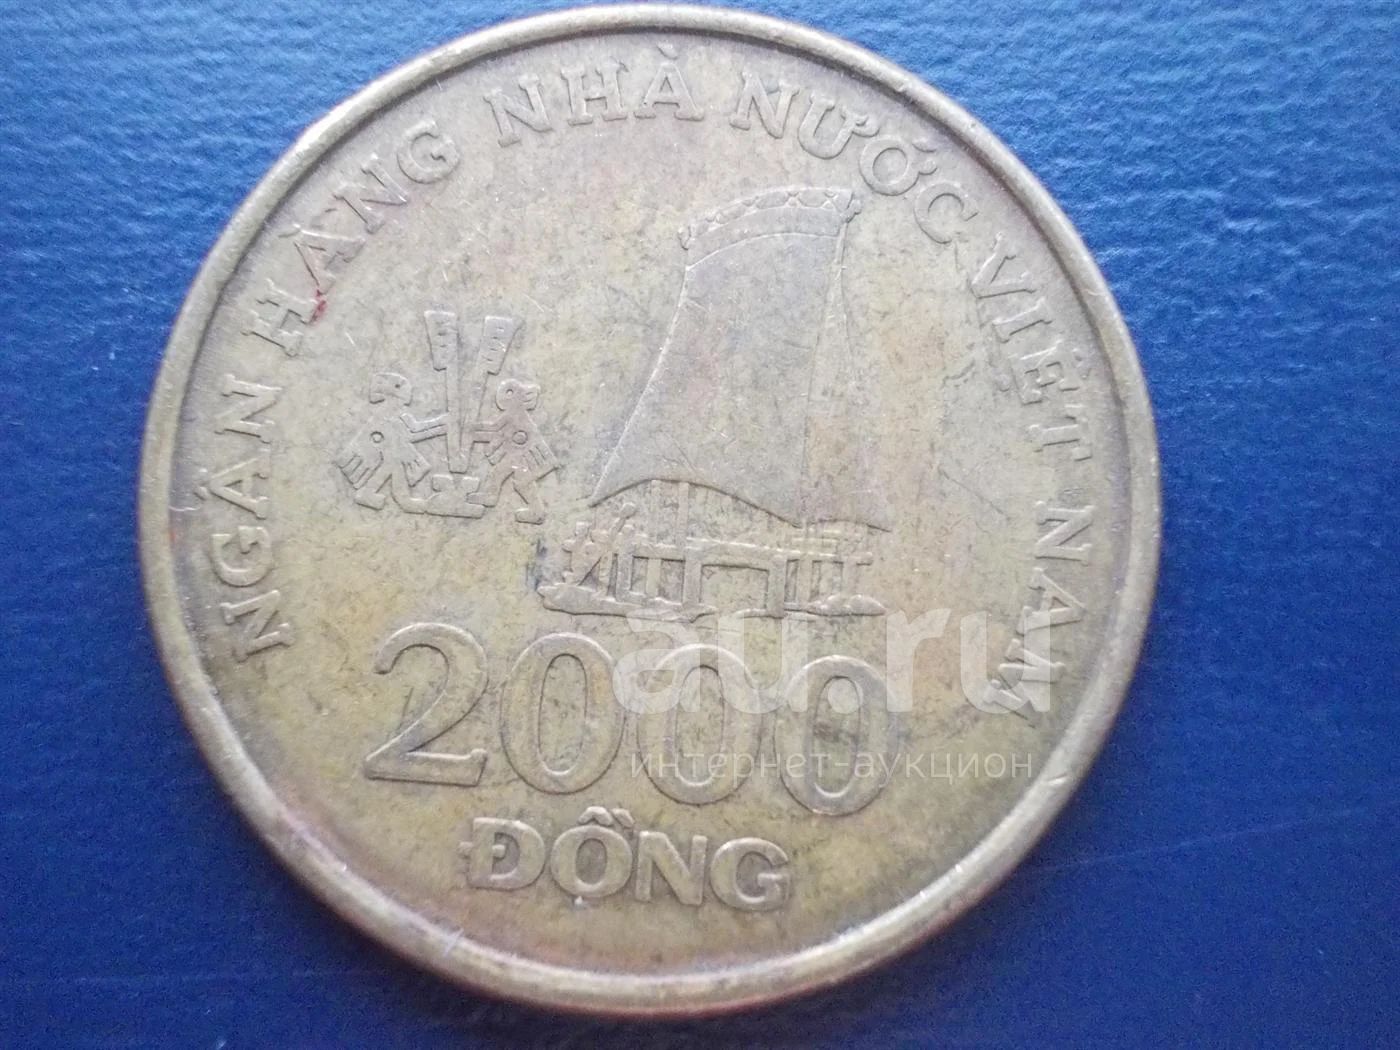 NGÂN HÀNG NHÀ NƯỚC VIỆT NAM
2000
ĐỒNG
au.ru
интернет-аукцион